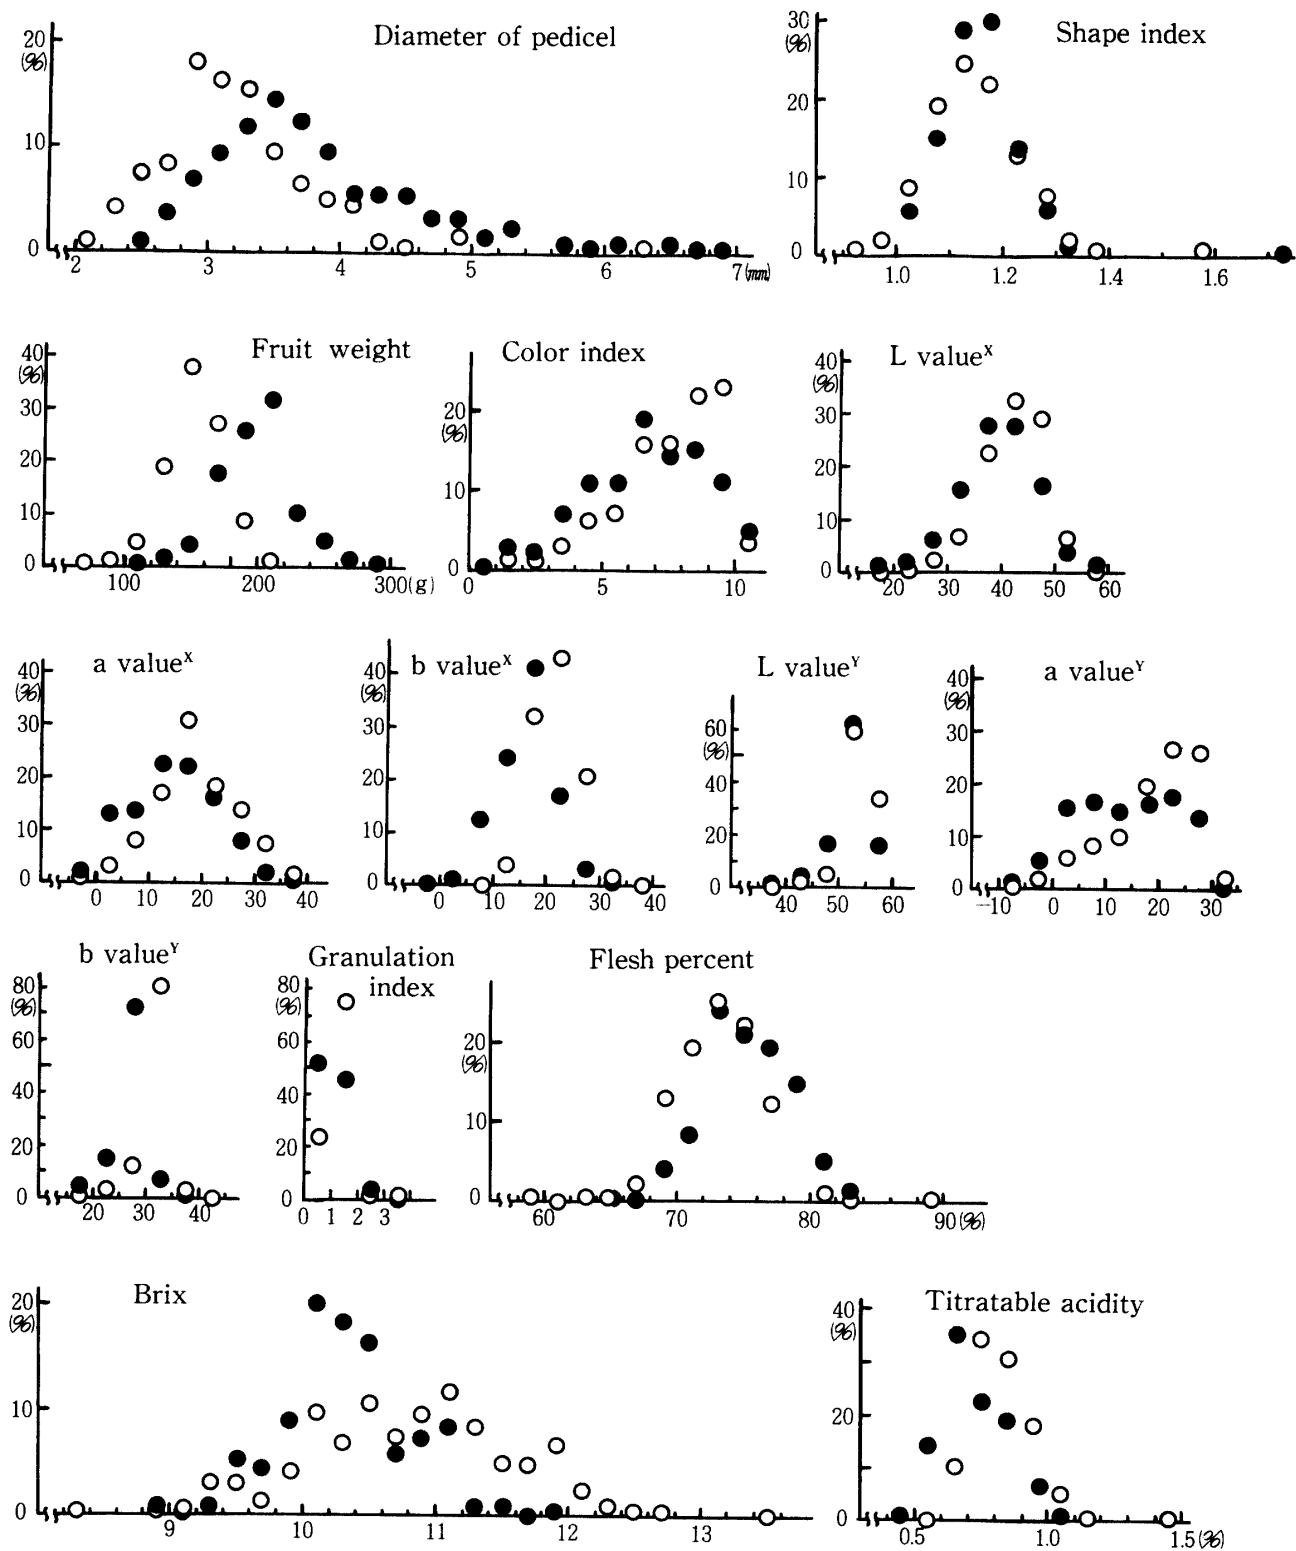 Diameter of pedicel
20
(%)
10
0
2 3 4 5 6 7(mm)
Shape index
30
(%)
20
10
0
1.0 1.2 1.4 1.6
Fruit weight
40
(%)
30
20
10
0
100 200 300(g)
Color index
20
(%)
10
0
0 5 10
L valueˣ
40
(%)
30
20
10
0
20 30 40 50 60
a valueˣ
40
(%)
30
20
10
0
0 10 20 30 40
b valueˣ
40
(%)
30
20
10
0
0 10 20 30 40
L valueʸ
60
(%)
40
20
0
40 50 60
a valueʸ
40
(%)
30
20
10
0
−10 0 10 20 30
b valueʸ
80
(%)
60
40
20
0
20 30 40
Granulation
index
80
(%)
60
40
20
0
0 1 2 3
Flesh percent
20
(%)
10
0
60 70 80 90(%)
Brix
20
(%)
10
0
9 10 11 12 13
Titratable acidity
40
(%)
20
0
0.5 1.0 1.5(%)